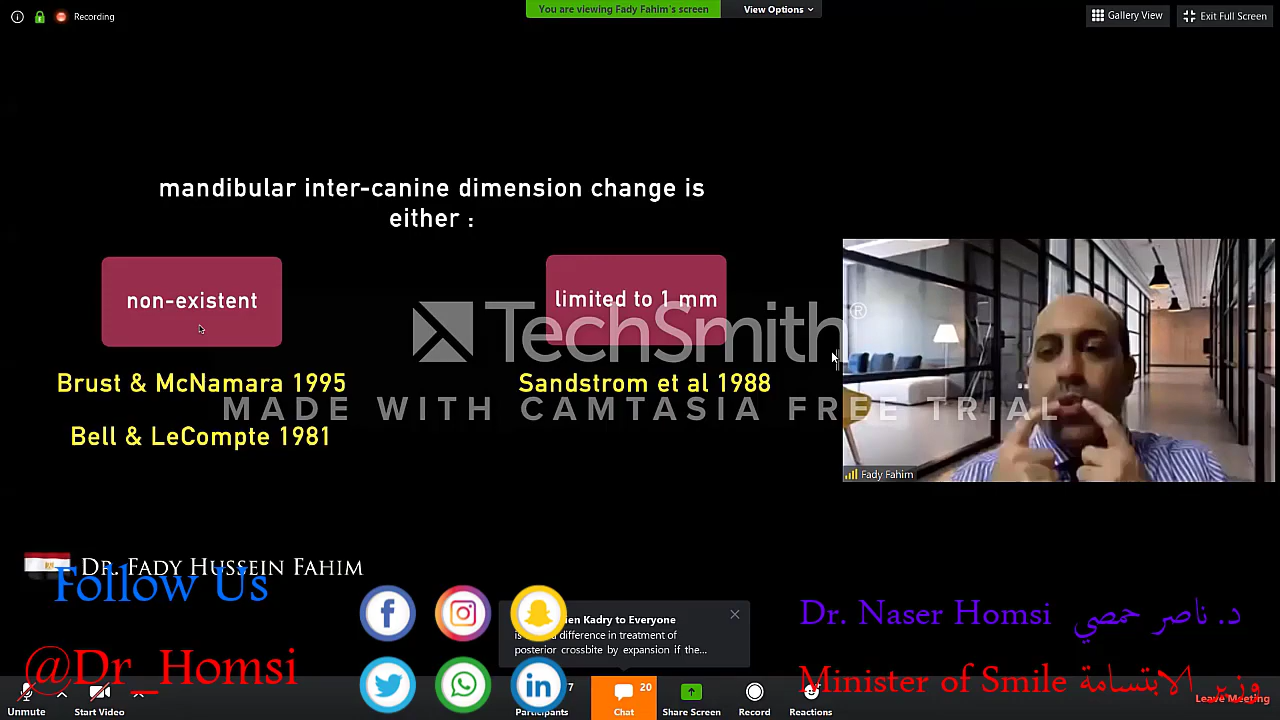 Recording
You are viewing Fady Fahim's screen
View Options
Gallery View
Exit Full Screen
mandibular inter-canine dimension change is
either :
non-existent
limited to 1 mm
TechSmith®
Brust & McNamara 1995
Sandstrom et al 1988
MADE WITH CAMTASIA FREE TRIAL
Bell & LeCompte 1981
Fady Fahim
Dr. Fady Hussein Fahim
Follow Us
den Kadry to Everyone
difference in treatment of
posterior crossbite by expansion if the...
Dr. Naser Homsi د. ناصر حمصي
@Dr_Homsi
Minister of Smile وزير الابتسامة
Unmute
Start Video
Participants
7
Chat
20
Share Screen
Record
Reactions
Leave Meeting